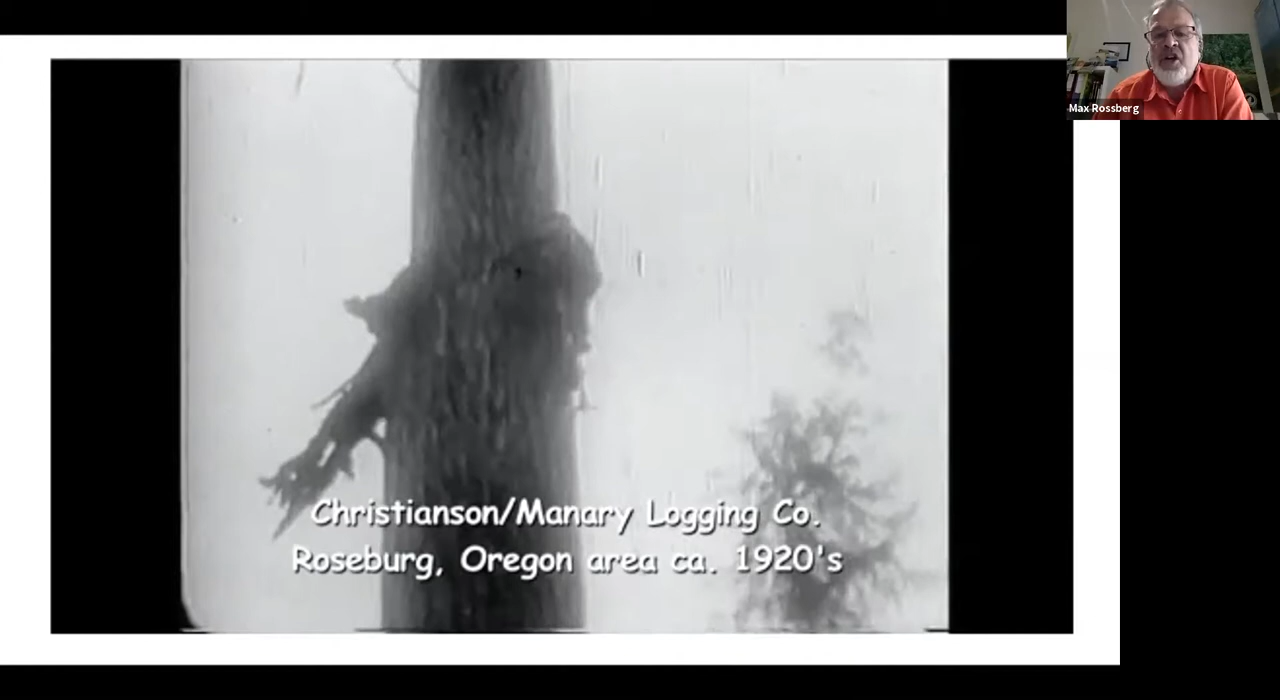 Max Rossberg
Christianson/Manary Logging Co.
Roseburg, Oregon area ca. 1920's